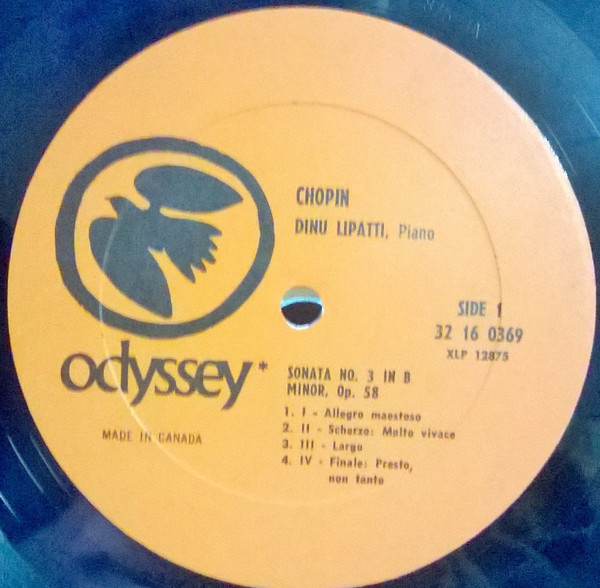 CHOPIN
DINU LIPATTI, Piano
SIDE 1
32 16 0369
XLP 12875
odyssey*
MADE IN CANADA
SONATA NO. 3 IN B
MINOR, Op. 58
1. I - Allegro maestoso
2. II - Scherzo: Molto vivace
3. III - Largo
4. IV - Finale: Presto,
non tanto